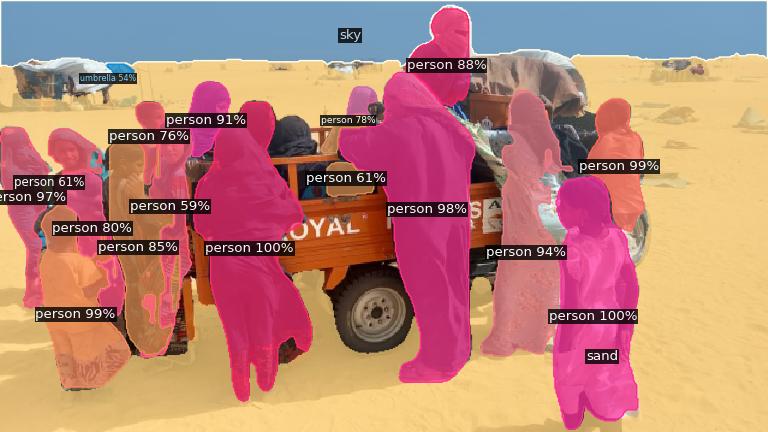 sky
person 88%
umbrella 54%
person 91%
person 78%
person 76%
person 99%
person 61%
person 61%
person 97%
person 59%
person 98%
person 80%
ROYAL
person 85%
person 100%
person 94%
person 99%
person 100%
sand